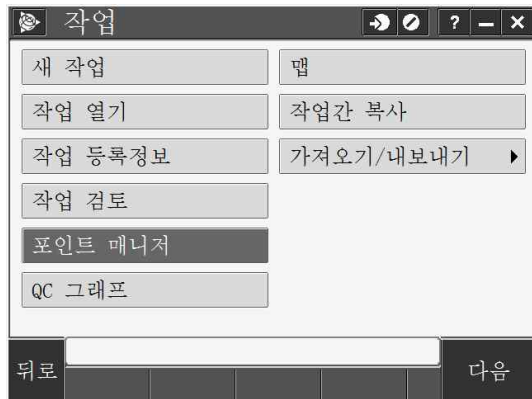 작업
?
새 작업
맵
작업 열기
작업간 복사
작업 등록정보
가져오기/내보내기
작업 검토
포인트 매니저
QC 그래프
뒤로
다음